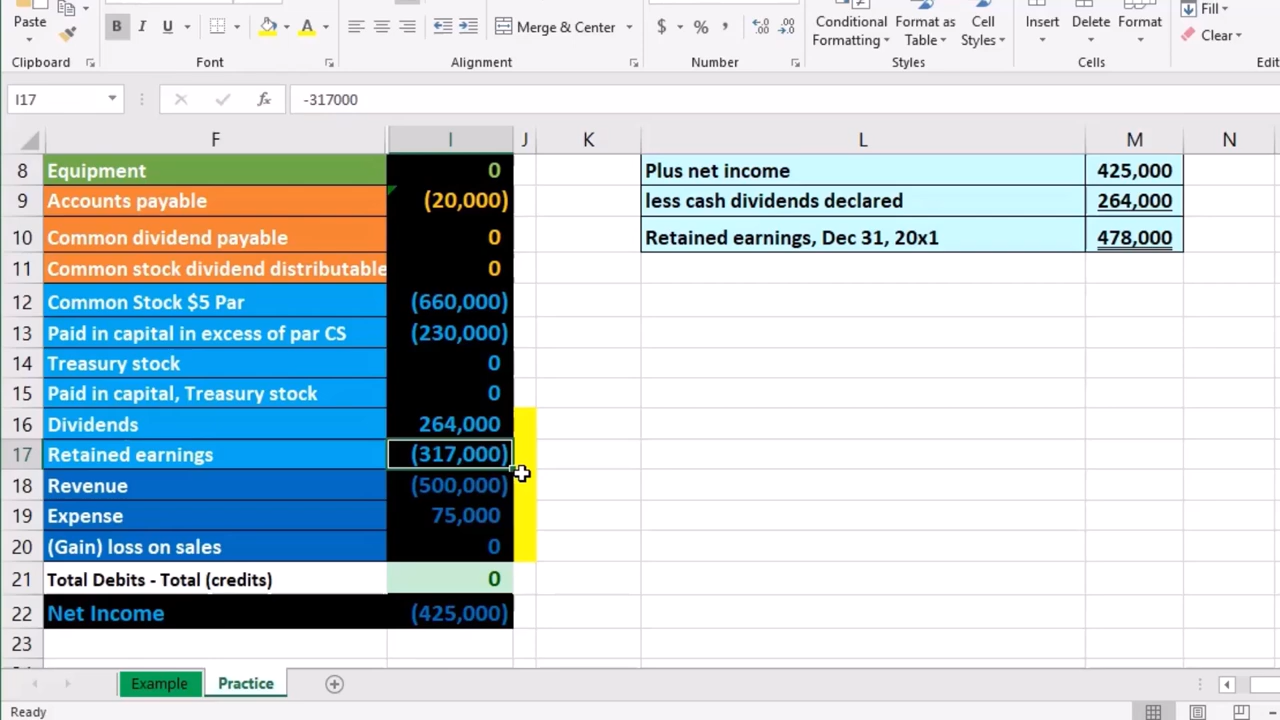 Paste
B I U A
Merge & Center
$ % ,
Conditional Formatting
Format as Table
Cell Styles
Insert Delete Format
Fill
Clear
Clipboard Font Alignment Number Styles Cells Edit
I17 fx -317000
F I J K L M N
8 Equipment 0 Plus net income 425,000
9 Accounts payable (20,000) less cash dividends declared 264,000
10 Common dividend payable 0 Retained earnings, Dec 31, 20x1 478,000
11 Common stock dividend distributable 0
12 Common Stock $5 Par (660,000)
13 Paid in capital in excess of par CS (230,000)
14 Treasury stock 0
15 Paid in capital, Treasury stock 0
16 Dividends 264,000
17 Retained earnings (317,000)
18 Revenue (500,000)
19 Expense 75,000
20 (Gain) loss on sales 0
21 Total Debits - Total (credits) 0
22 Net Income (425,000)
23
Example Practice
Ready